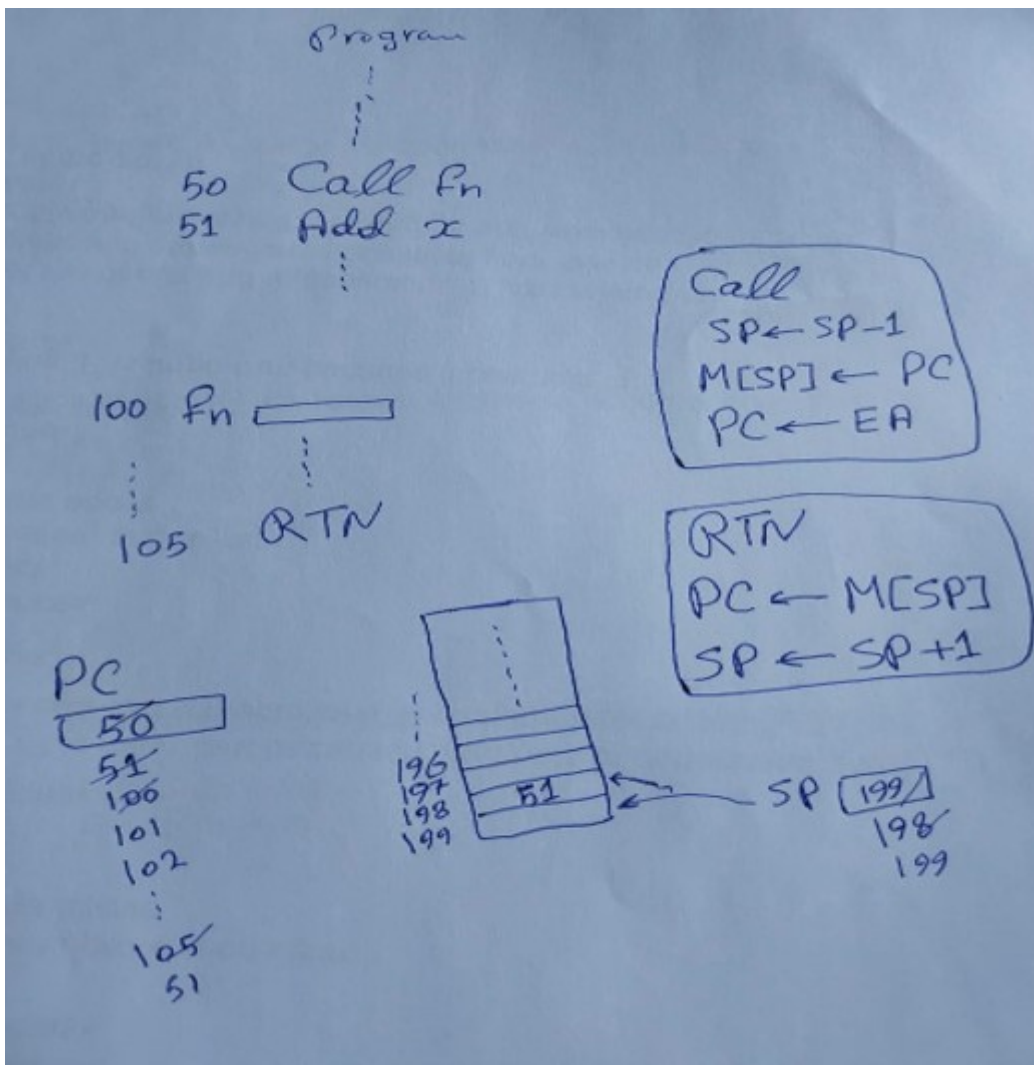 Program
50 Call fn
51 Add x
Call
SP ← SP-1
M[SP] ← PC
PC ← EA
100 fn
105 RTN
RTN
PC ← M[SP]
SP ← SP+1
PC
50
51
100
101
102
105
51
196
197
198
199
51
SP 199
198
199